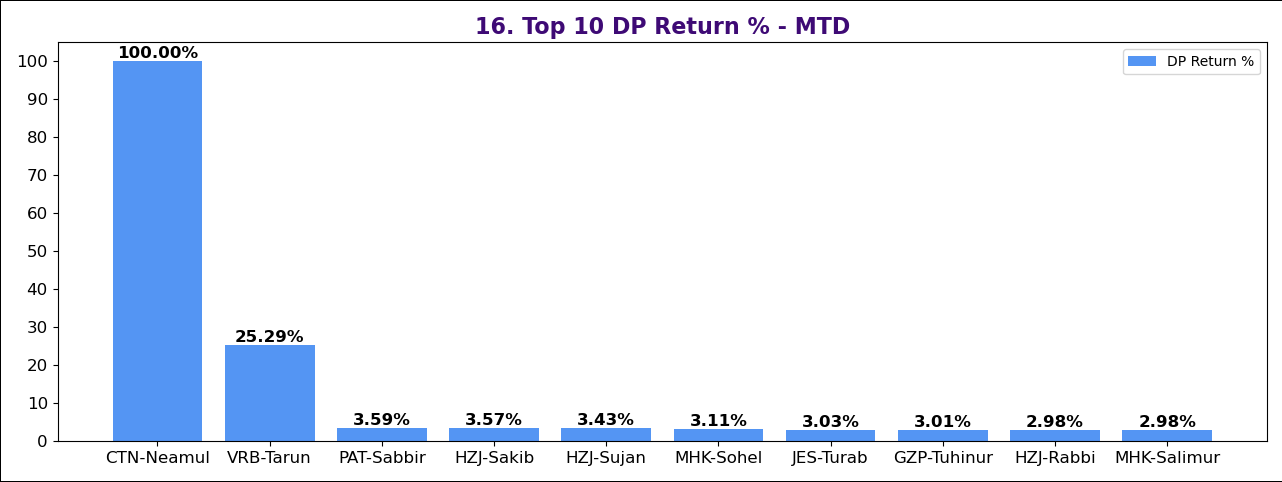 16. Top 10 DP Return % - MTD
DP Return %
100
90
80
70
60
50
40
30
20
10
0
100.00%
25.29%
3.59%
3.57%
3.43%
3.11%
3.03%
3.01%
2.98%
2.98%
CTN-Neamul
VRB-Tarun
PAT-Sabbir
HZJ-Sakib
HZJ-Sujan
MHK-Sohel
JES-Turab
GZP-Tuhinur
HZJ-Rabbi
MHK-Salimur